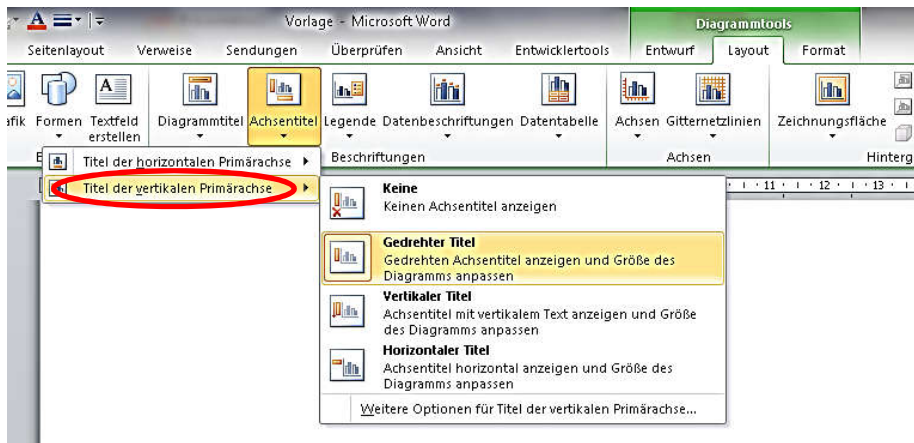 Vorlage - Microsoft Word
Diagrammtools
Seitenlayout Verweise Sendungen Überprüfen Ansicht Entwicklertools Entwurf Layout Format
afik Formen Textfeld erstellen Diagrammtitel Achsentitel Legende Datenbeschriftungen Datentabelle Achsen Gitternetzlinien Zeichnungsfläche
Beschriftungen Achsen Hinterg
Titel der horizontalen Primärachse
Titel der vertikalen Primärachse
11 12 13
Keine
Keinen Achsentitel anzeigen
Gedrehter Titel
Gedrehten Achsentitel anzeigen und Größe des
Diagramms anpassen
Vertikaler Titel
Achsentitel mit vertikalem Text anzeigen und Größe
des Diagramms anpassen
Horizontaler Titel
Achsentitel horizontal anzeigen und Größe des
Diagramms anpassen
Weitere Optionen für Titel der vertikalen Primärachse...